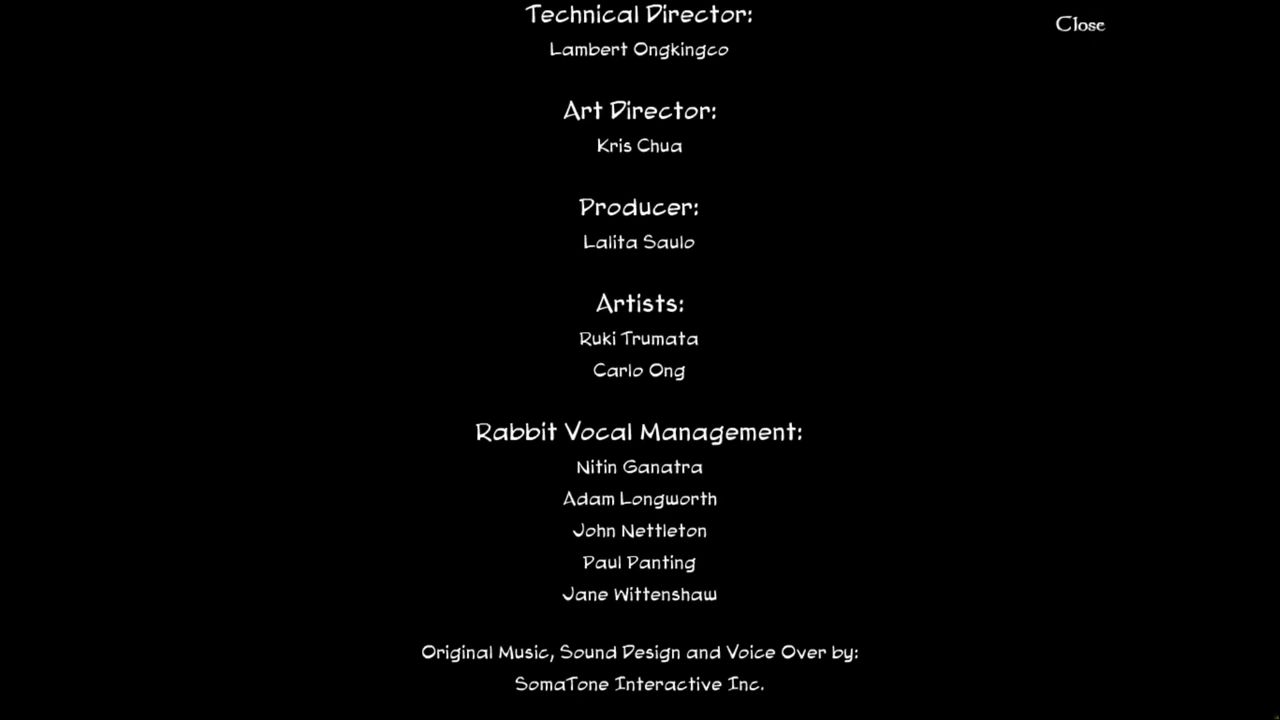 Technical Director:
Close
Lambert Ongkingco
Art Director:
Kris Chua
Producer:
Lalita Saulo
Artists:
Ruki Trumata
Carlo Ong
Rabbit Vocal Management:
Nitin Ganatra
Adam Longworth
John Nettleton
Paul Panting
Jane Wittenshaw
Original Music, Sound Design and Voice Over by:
SomaTone Interactive Inc.